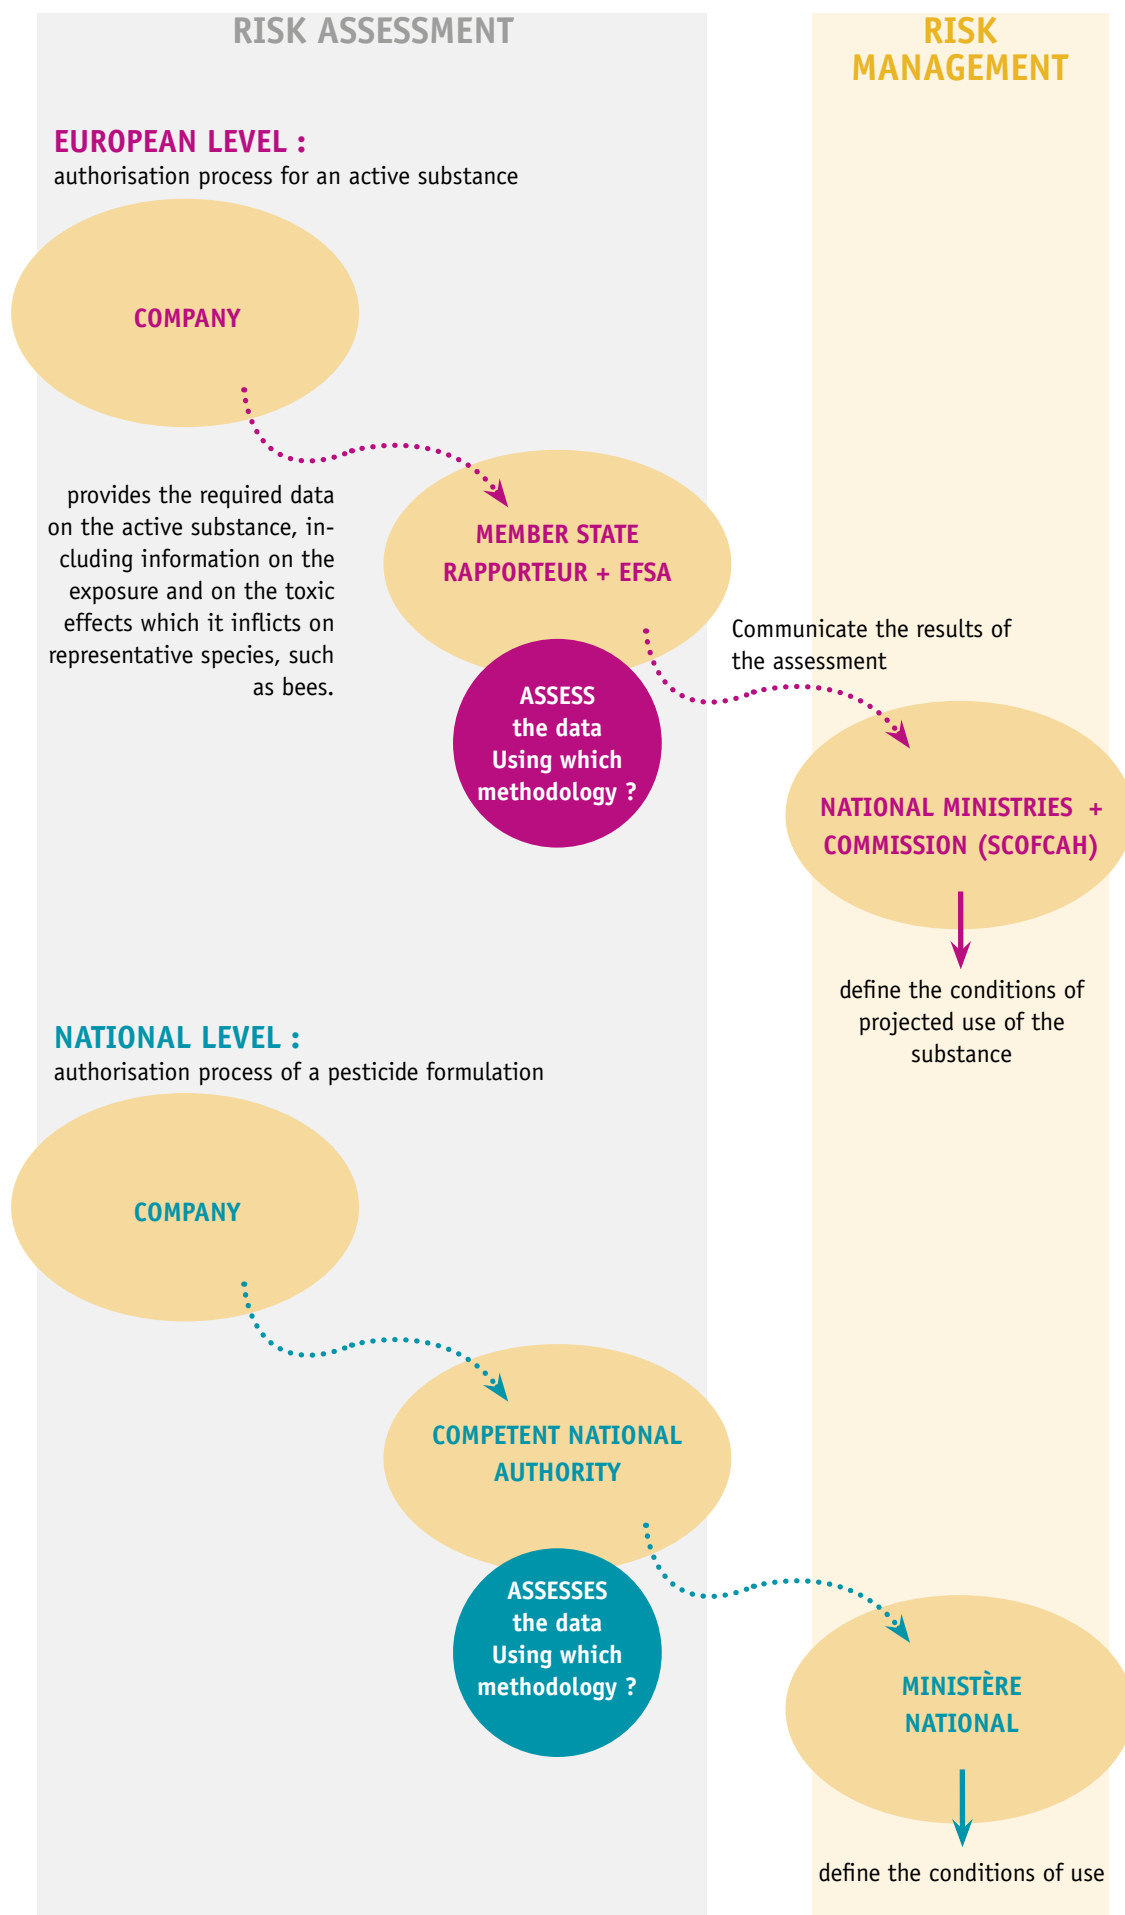 RISK ASSESSMENT
RISK
MANAGEMENT
EUROPEAN LEVEL :
authorisation process for an active substance
COMPANY
provides the required data
on the active substance, in-
cluding information on the
exposure and on the toxic
effects which it inflicts on
representative species, such
as bees.
MEMBER STATE
RAPPORTEUR + EFSA
ASSESS
the data
Using which
methodology ?
Communicate the results of
the assessment
NATIONAL MINISTRIES +
COMMISSION (SCOFCAH)
define the conditions of
projected use of the
substance
NATIONAL LEVEL :
authorisation process of a pesticide formulation
COMPANY
COMPETENT NATIONAL
AUTHORITY
ASSESSES
the data
Using which
methodology ?
MINISTÈRE
NATIONAL
define the conditions of use